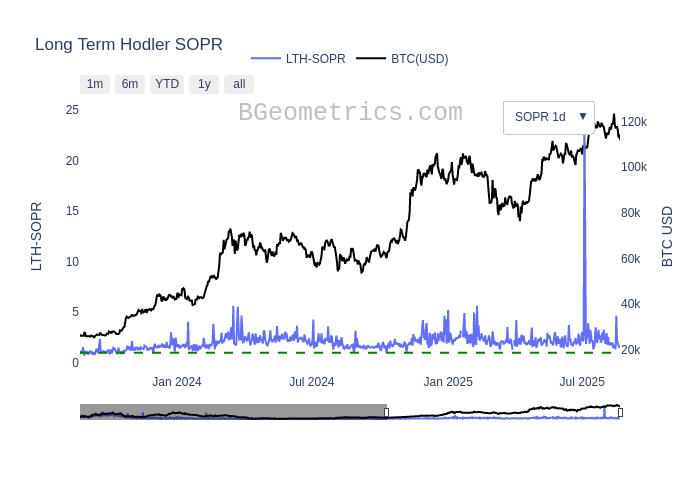 Long Term Hodler SOPR
LTH-SOPR BTC(USD)
1m 6m YTD 1y all
BGeometrics.com
SOPR 1d ▼
25
20
15
10
5
0
LTH-SOPR
120k
100k
80k
60k
40k
20k
BTC USD
Jan 2024 Jul 2024 Jan 2025 Jul 2025